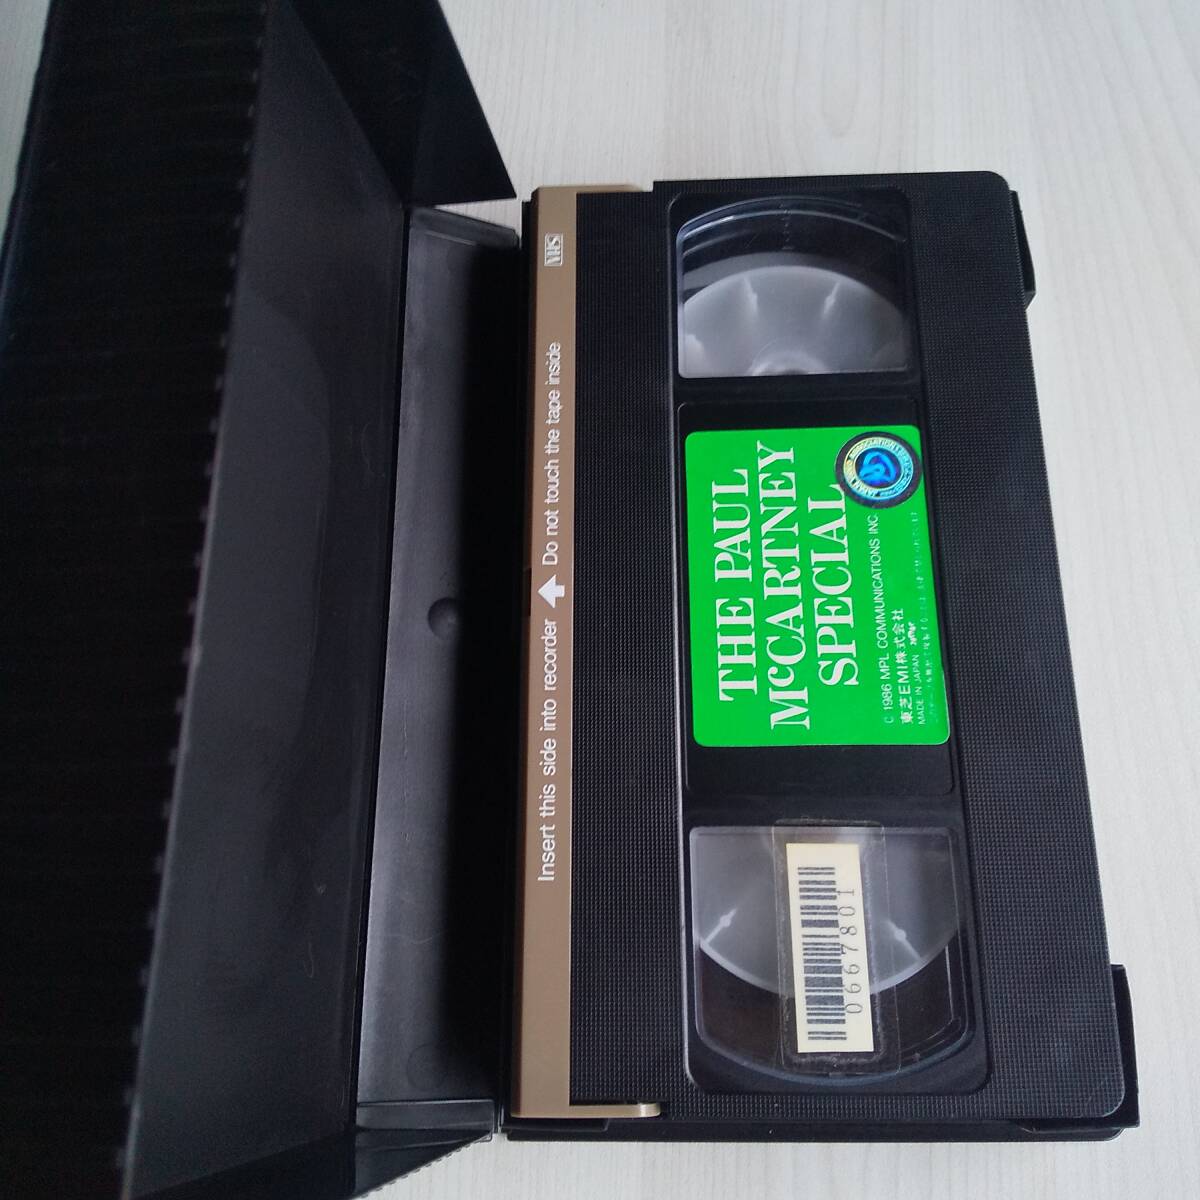 VHS
Insert this side into recorder Do not touch the tape inside
THE PAUL
McCARTNEY
SPECIAL
C 1986 MPL COMMUNICATIONS INC.
東芝EMI株式会社
MADE IN JAPAN
0667801